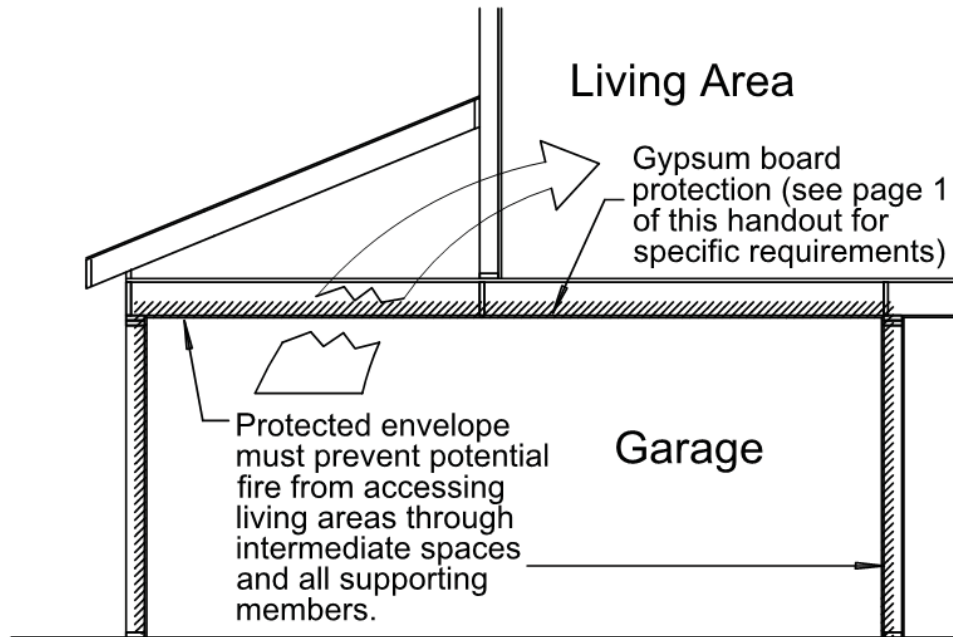 Living Area
Gypsum board
protection (see page 1
of this handout for
specific requirements)
Protected envelope
must prevent potential
fire from accessing
living areas through
intermediate spaces
and all supporting
members.
Garage